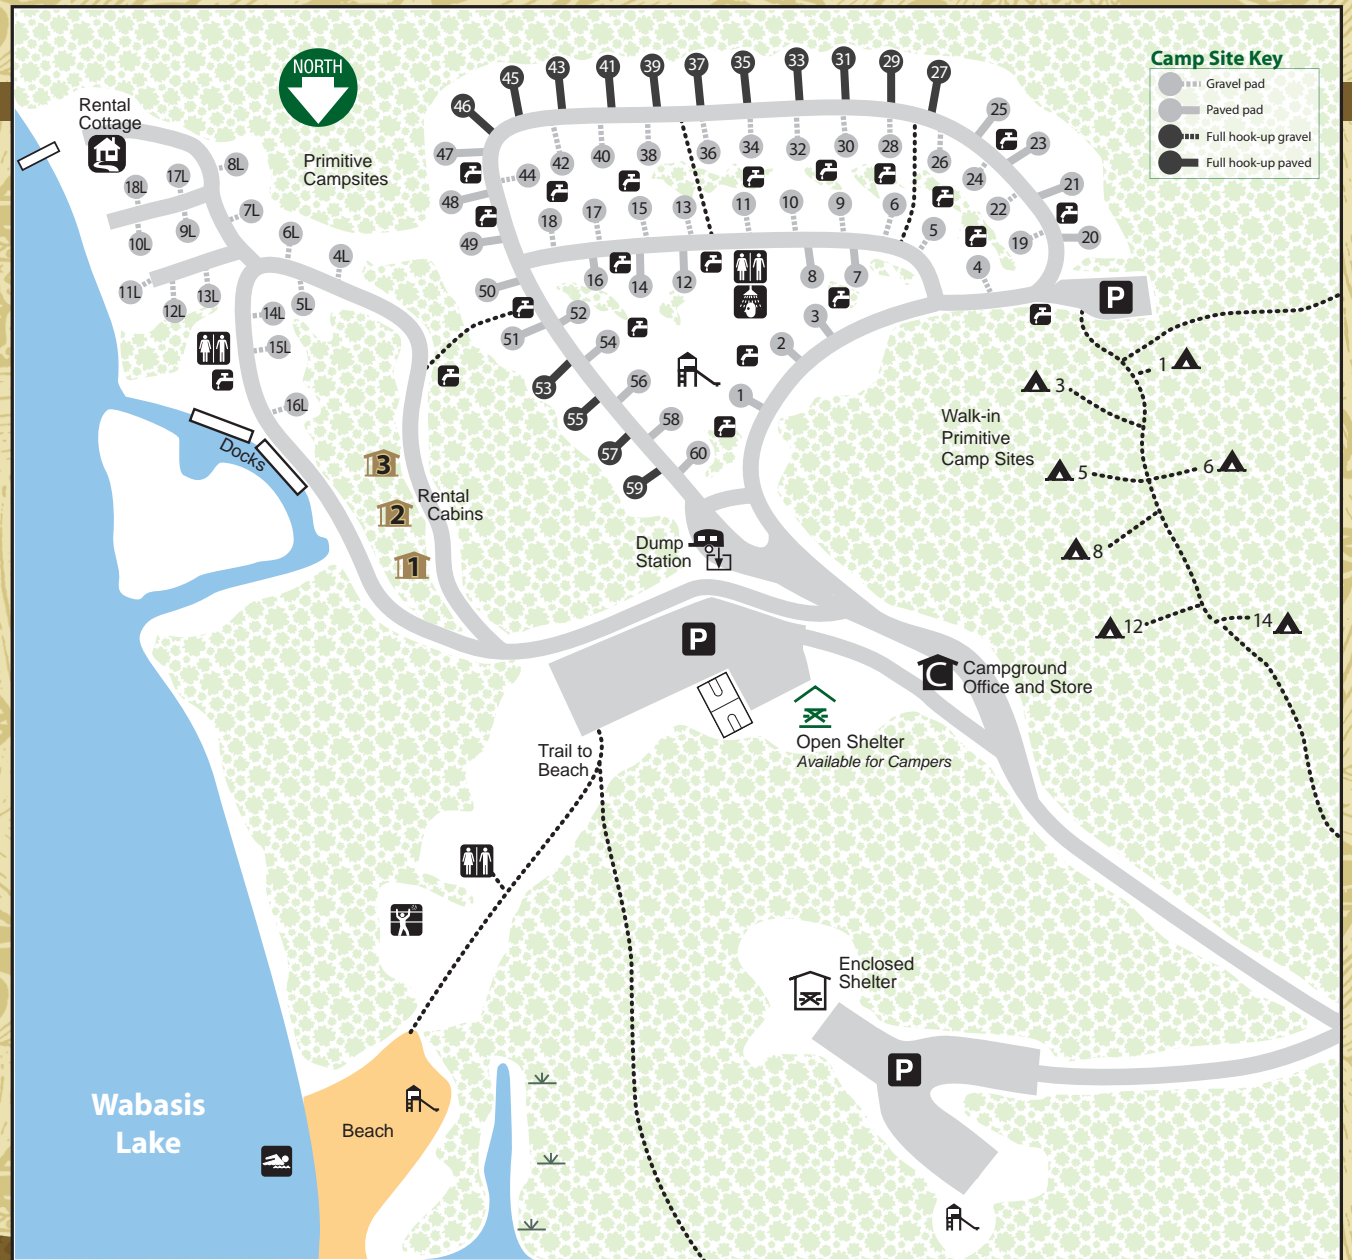 NORTH
Camp Site Key
Gravel pad
Paved pad
Full hook-up gravel
Full hook-up paved
Rental
Cottage
Primitive
Campsites
46
45
43
41
39
37
35
33
31
29
27
25
23
21
20
47
44
42
40
38
36
34
32
30
28
26
24
22
19
48
49
50
18
17
15
13
11
10
9
6
5
4
16
14
12
8
7
3
2
1
51
52
54
53
56
55
58
57
60
59
18L
17L
8L
7L
10L
9L
6L
4L
11L
12L
13L
5L
14L
15L
16L
P
1
3
Walk-in
Primitive
Camp Sites
5
6
8
12
14
Docks
3
2
1
Rental
Cabins
Dump
Station
P
C
Campground
Office and Store
Open Shelter
Available for Campers
Trail to
Beach
Enclosed
Shelter
P
Wabasis
Lake
Beach